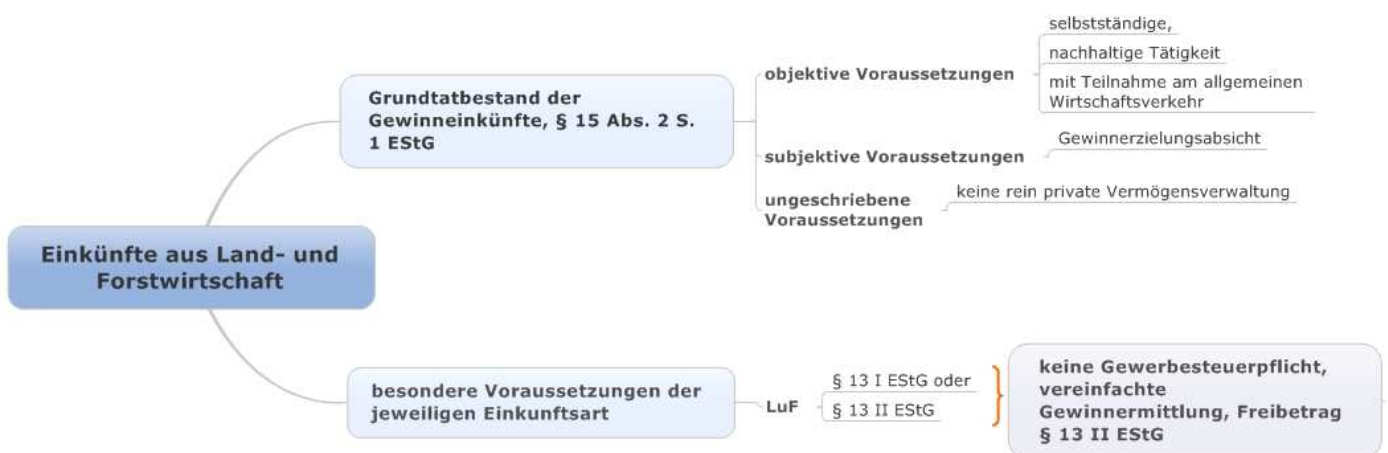 Einkünfte aus Land- und
Forstwirtschaft
Grundtatbestand der
Gewinneinkünfte, § 15 Abs. 2 S.
1 EStG
objektive Voraussetzungen
selbstständige,
nachhaltige Tätigkeit
mit Teilnahme am allgemeinen
Wirtschaftsverkehr
subjektive Voraussetzungen
Gewinnerzielungsabsicht
ungeschriebene
Voraussetzungen
keine rein private Vermögensverwaltung
besondere Voraussetzungen der
jeweiligen Einkunftsart
LuF
§ 13 I EStG oder
§ 13 II EStG
keine Gewerbesteuerpflicht,
vereinfachte
Gewinnermittlung, Freibetrag
§ 13 II EStG